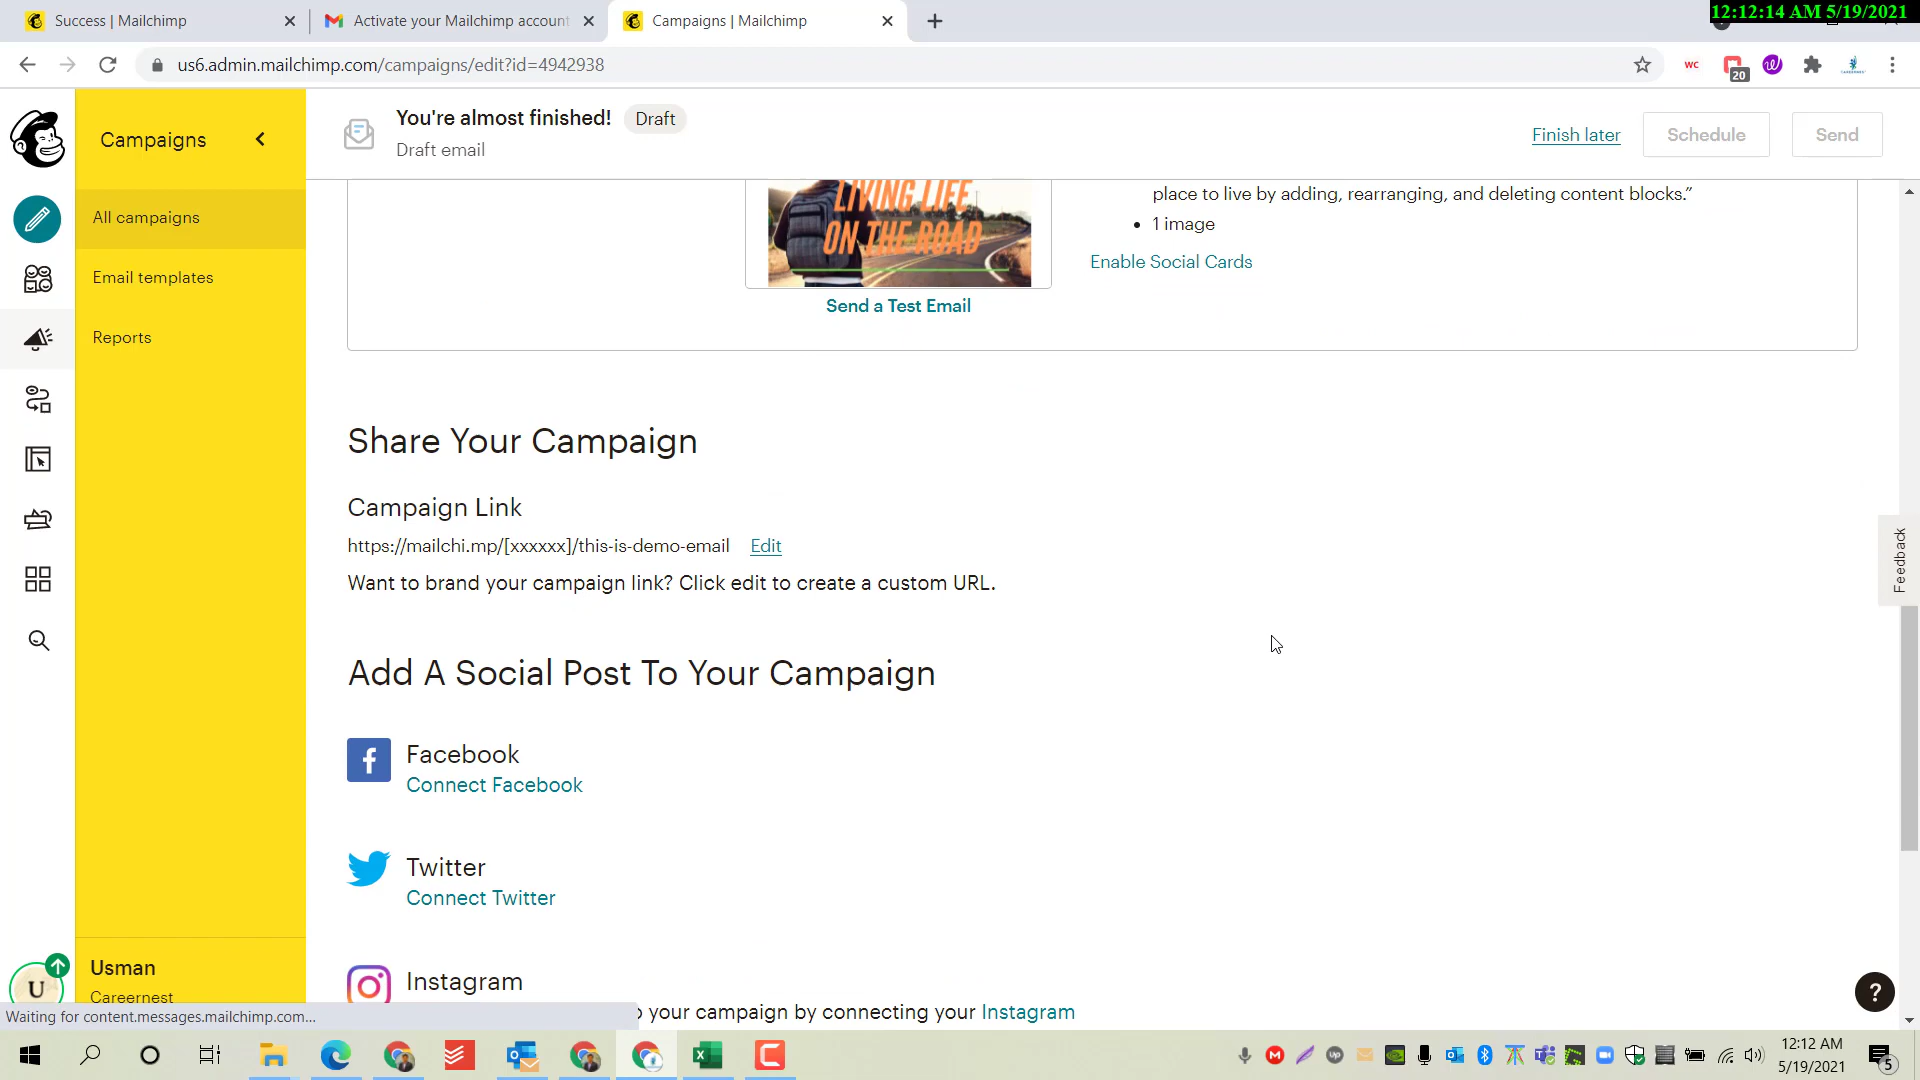 12:12:14 AM 5/19/2021
Success | Mailchimp
Activate your Mailchimp account
Campaigns | Mailchimp
us6.admin.mailchimp.com/campaigns/edit?id=4942938
WC
20
Campaigns
You're almost finished!
Draft
Draft email
Finish later
Schedule
Send
All campaigns
Email templates
Reports
LIVING LIFE
ON THE ROAD
place to live by adding, rearranging, and deleting content blocks.”
• 1 image
Enable Social Cards
Send a Test Email
Share Your Campaign
Campaign Link
https://mailchi.mp/[xxxxxx]/this-is-demo-email
Edit
Want to brand your campaign link? Click edit to create a custom URL.
Feedback
Add A Social Post To Your Campaign
Facebook
Connect Facebook
Twitter
Connect Twitter
Instagram
your campaign by connecting your Instagram
U
Usman
Careernest
?
Waiting for content.messages.mailchimp.com...
12:12 AM
5/19/2021
5